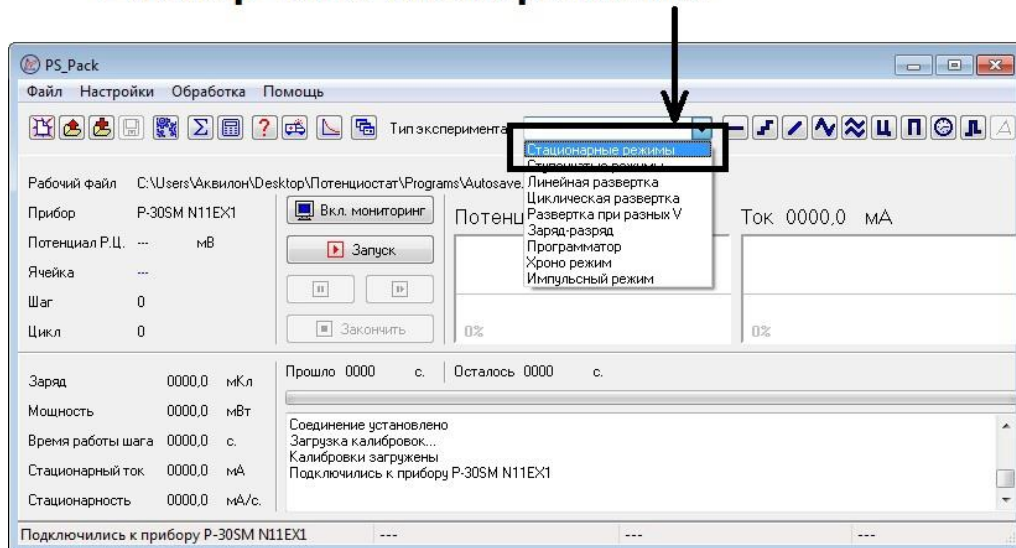 PS_Pack
Файл Настройки Обработка Помощь
Тип эксперимента
Стационарные режимы
Ступенчатые режимы
Линейная развертка
Циклическая развертка
Развертка при разных V
Заряд-разряд
Программатор
Хроно режим
Импульсный режим
Рабочий файл C:\Users\Аквилон\Desktop\Потенциостат\Programs\Autosave.
Прибор P-30SM N11EX1
Потенциал Р.Ц. --- мВ
Ячейка ---
Шаг 0
Цикл 0
Вкл. мониторинг
Запуск
Закончить
0%
Ток 0000,0 мА
0%
Заряд 0000,0 мКл
Мощность 0000,0 мВт
Время работы шага 0000,0 с.
Стационарный ток 0000,0 мА
Стационарность 0000,0 мА/с.
Прошло 0000 с. Осталось 0000 с.
Соединение установлено
Загрузка калибровок...
Калибровки загружены
Подключились к прибору P-30SM N11EX1
Подключились к прибору P-30SM N11EX1 --- --- ---